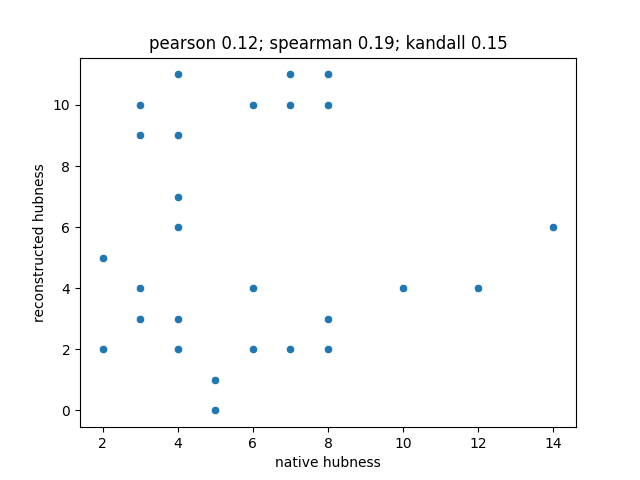 pearson 0.12; spearman 0.19; kandall 0.15
10
8
6
4
2
0
reconstructed hubness
2 4 6 8 10 12 14
native hubness